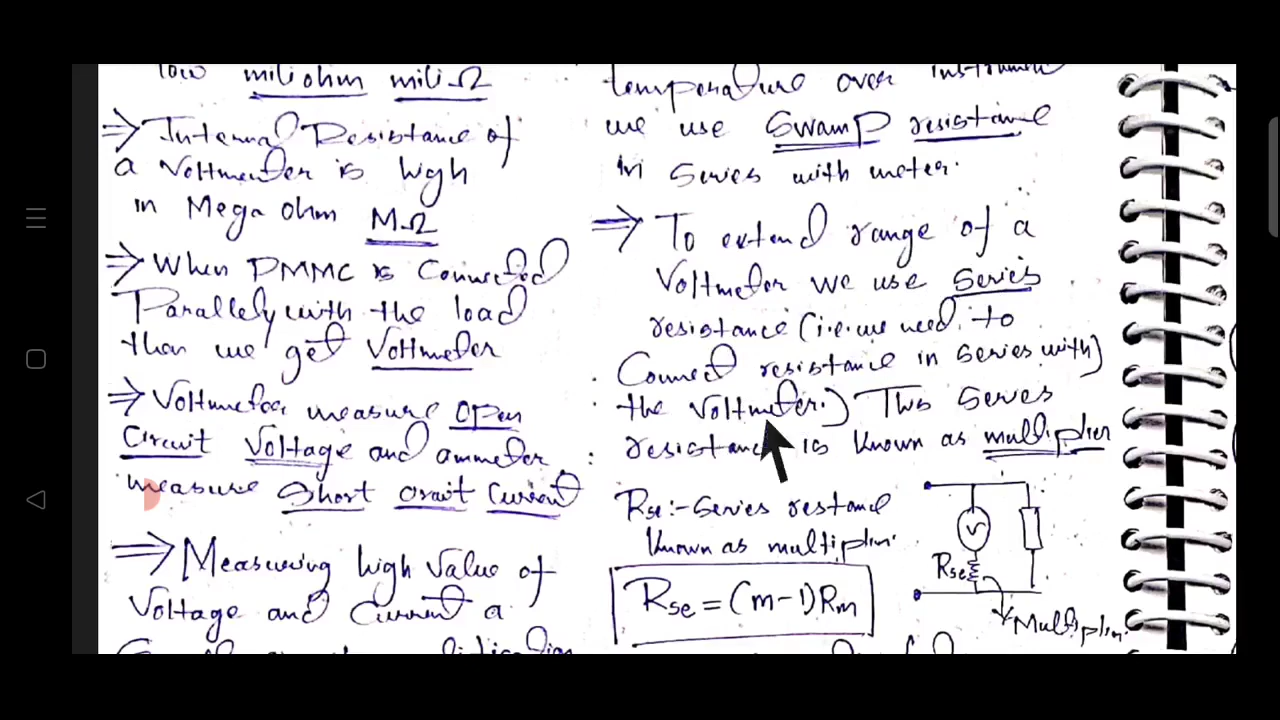 low mili ohm mili Ω
⇒ Internal Resistance of
a Voltmeter is high
in Mega ohm MΩ
⇒ When PMMC is Connected
Parallely with the load
then we get Voltmeter
⇒ Voltmeter measure open
Circuit Voltage and ammeter
measure Short Circuit Current
⇒ Measuring high value of
Voltage and Current a
temperature over instrument
we use Swamp resistance
in Series with meter.
⇒ To extend range of a
Voltmeter we use Series
resistance (i.e. we need to
Connect resistance in series with)
the Voltmeter.) This Series
resistance is known as multiplier
Rse :- Series restand
known as multiplier.
Rse = (m-1) Rm
V
Rse
Multiplier.